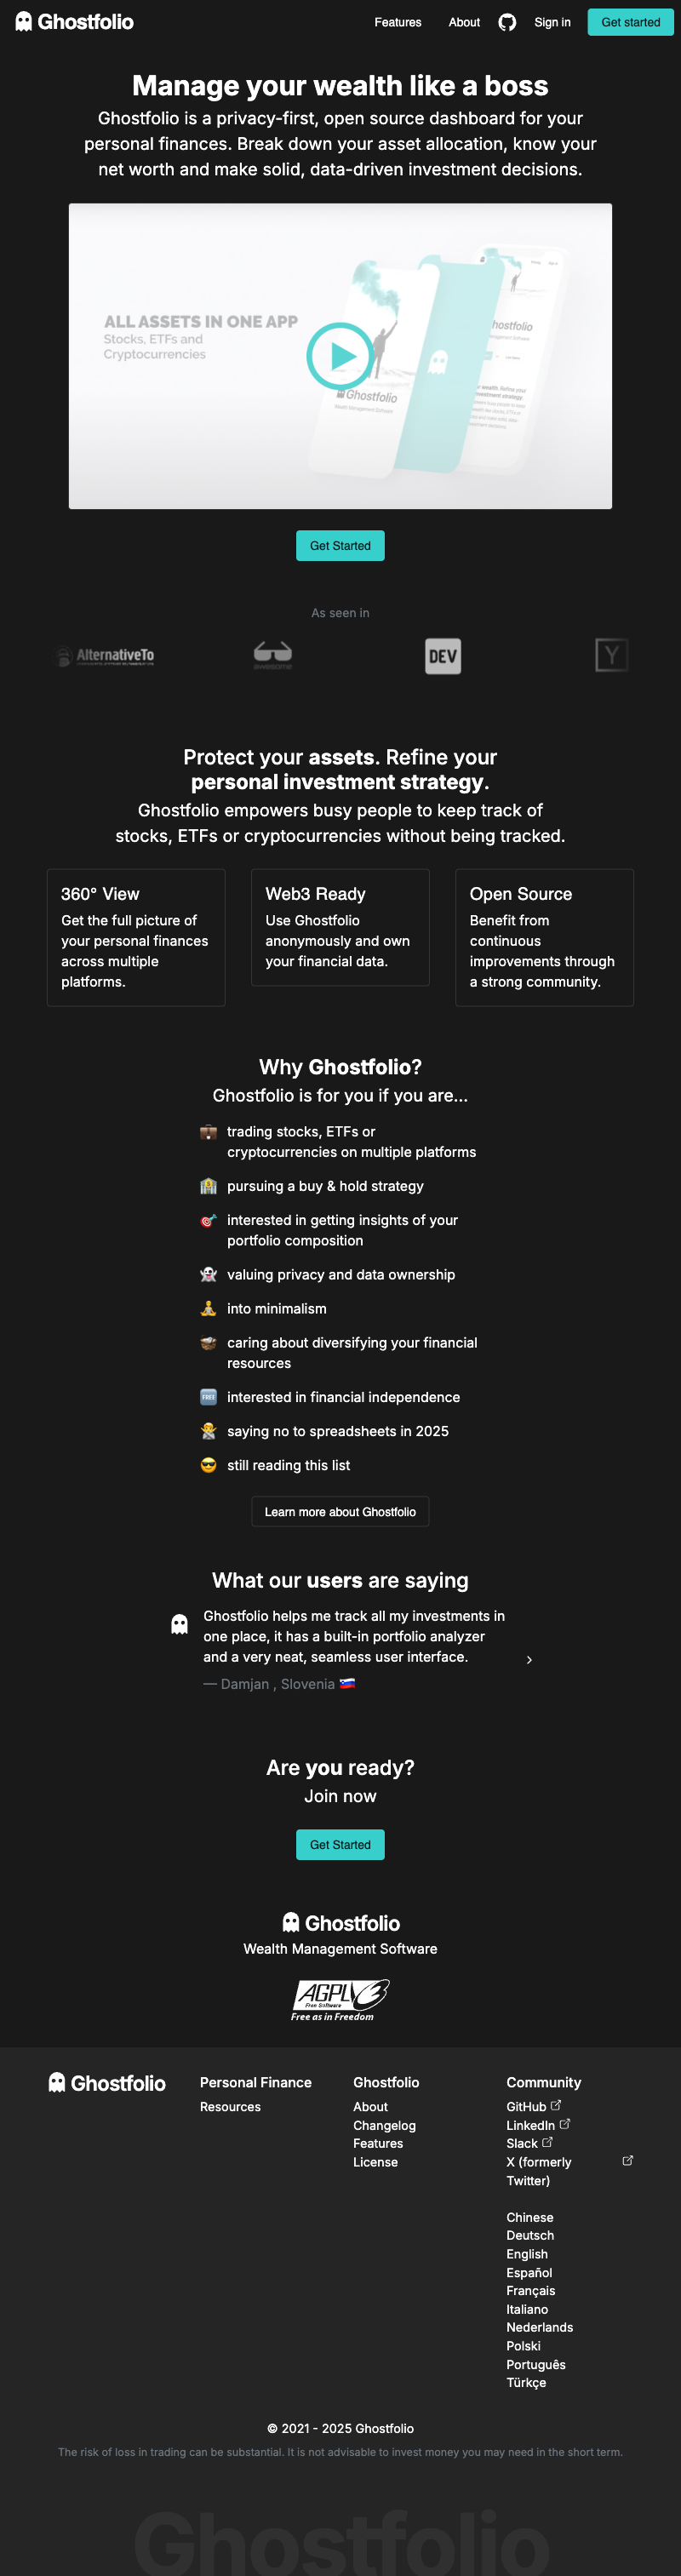 Ghostfolio
Features
About
Sign in
Get started
Manage your wealth like a boss
Ghostfolio is a privacy-first, open source dashboard for your
personal finances. Break down your asset allocation, know your
net worth and make solid, data-driven investment decisions.
ALL ASSETS IN ONE APP
Stocks, ETFs and
Cryptocurrencies
Ghostfolio
Wealth Management Software
Get Started
As seen in
AlternativeTo
awesome
DEV
Y
Protect your assets. Refine your
personal investment strategy.
Ghostfolio empowers busy people to keep track of
stocks, ETFs or cryptocurrencies without being tracked.
360° View
Get the full picture of
your personal finances
across multiple
platforms.
Web3 Ready
Use Ghostfolio
anonymously and own
your financial data.
Open Source
Benefit from
continuous
improvements through
a strong community.
Why Ghostfolio?
Ghostfolio is for you if you are...
trading stocks, ETFs or
cryptocurrencies on multiple platforms
pursuing a buy & hold strategy
interested in getting insights of your
portfolio composition
valuing privacy and data ownership
into minimalism
caring about diversifying your financial
resources
FREE
interested in financial independence
saying no to spreadsheets in 2025
still reading this list
Learn more about Ghostfolio
What our users are saying
Ghostfolio helps me track all my investments in
one place, it has a built-in portfolio analyzer
and a very neat, seamless user interface.
— Damjan , Slovenia 🇸🇮
Are you ready?
Join now
Get Started
Ghostfolio
Wealth Management Software
AGPLv3
Free Software
Free as in Freedom
Ghostfolio
Personal Finance
Resources
Ghostfolio
About
Changelog
Features
License
Community
GitHub
LinkedIn
Slack
X (formerly
Twitter)
Chinese
Deutsch
English
Español
Français
Italiano
Nederlands
Polski
Português
Türkçe
© 2021 - 2025 Ghostfolio
The risk of loss in trading can be substantial. It is not advisable to invest money you may need in the short term.
Ghostfolio